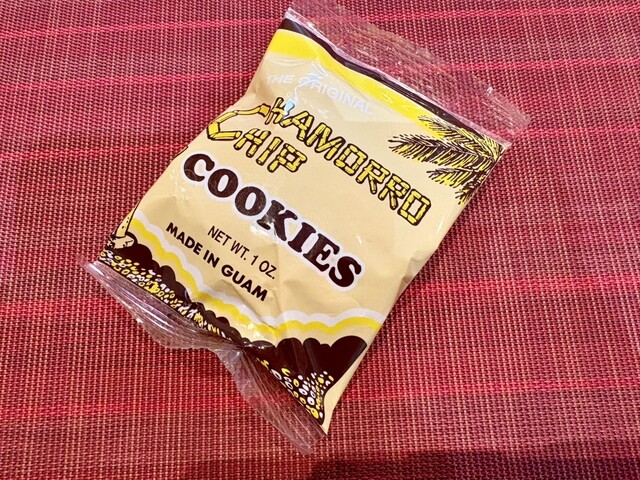 THE ORIGINAL
CHAMORRO
CHIP
COOKIES
NET WT. 1 OZ.
MADE IN GUAM